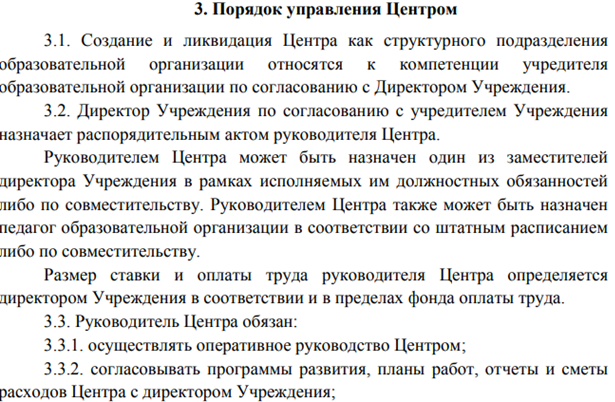 3. Порядок управления Центром
3.1. Создание и ликвидация Центра как структурного подразделения
образовательной организации относятся к компетенции учредителя
образовательной организации по согласованию с Директором Учреждения.
3.2. Директор Учреждения по согласованию с учредителем Учреждения
назначает распорядительным актом руководителя Центра.
Руководителем Центра может быть назначен один из заместителей
директора Учреждения в рамках исполняемых им должностных обязанностей
либо по совместительству. Руководителем Центра также может быть назначен
педагог образовательной организации в соответствии со штатным расписанием
либо по совместительству.
Размер ставки и оплаты труда руководителя Центра определяется
директором Учреждения в соответствии и в пределах фонда оплаты труда.
3.3. Руководитель Центра обязан:
3.3.1. осуществлять оперативное руководство Центром;
3.3.2. согласовывать программы развития, планы работ, отчеты и сметы
расходов Центра с директором Учреждения;